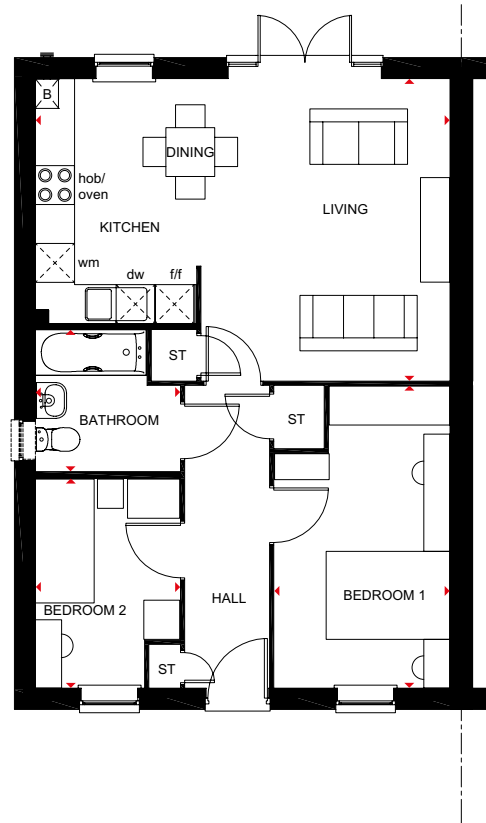 B
DINING
hob/
oven
LIVING
KITCHEN
wm
dw
f/f
ST
ST
BATHROOM
HALL
BEDROOM 1
BEDROOM 2
ST